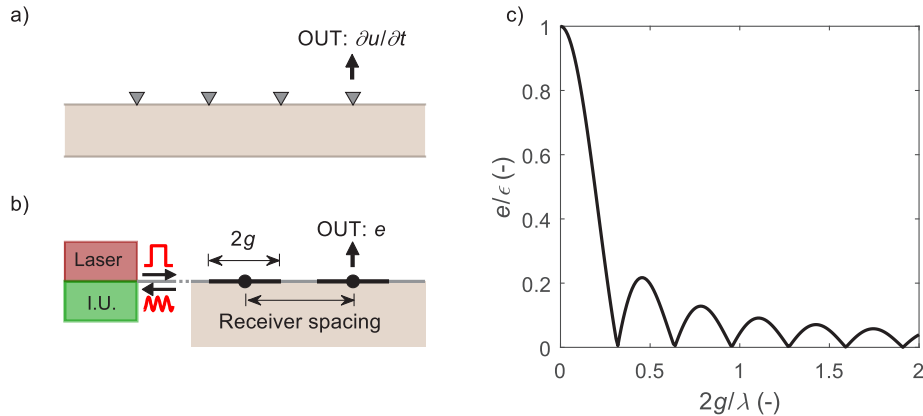 a)
OUT: ∂u/∂t
b)
Laser
I.U.
2g
OUT: e
Receiver spacing
c)
e/ϵ (-)
1
0.8
0.6
0.4
0.2
0
0 0.5 1 1.5 2
2g/λ (-)